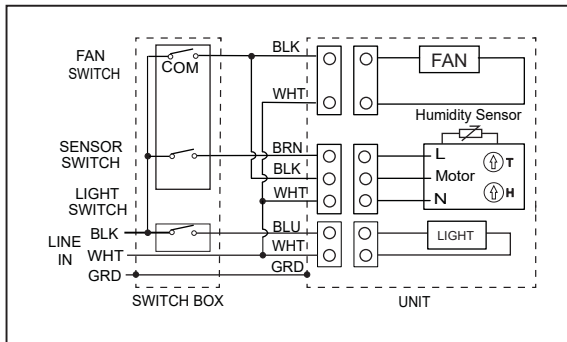 FAN
SWITCH
COM
BLK
FAN
WHT
Humidity Sensor
SENSOR
SWITCH
BRN
L
T
BLK
Motor
LIGHT
SWITCH
WHT
N
H
BLK
BLU
LIGHT
LINE
IN
WHT
WHT
GRD
GRD
SWITCH BOX
UNIT